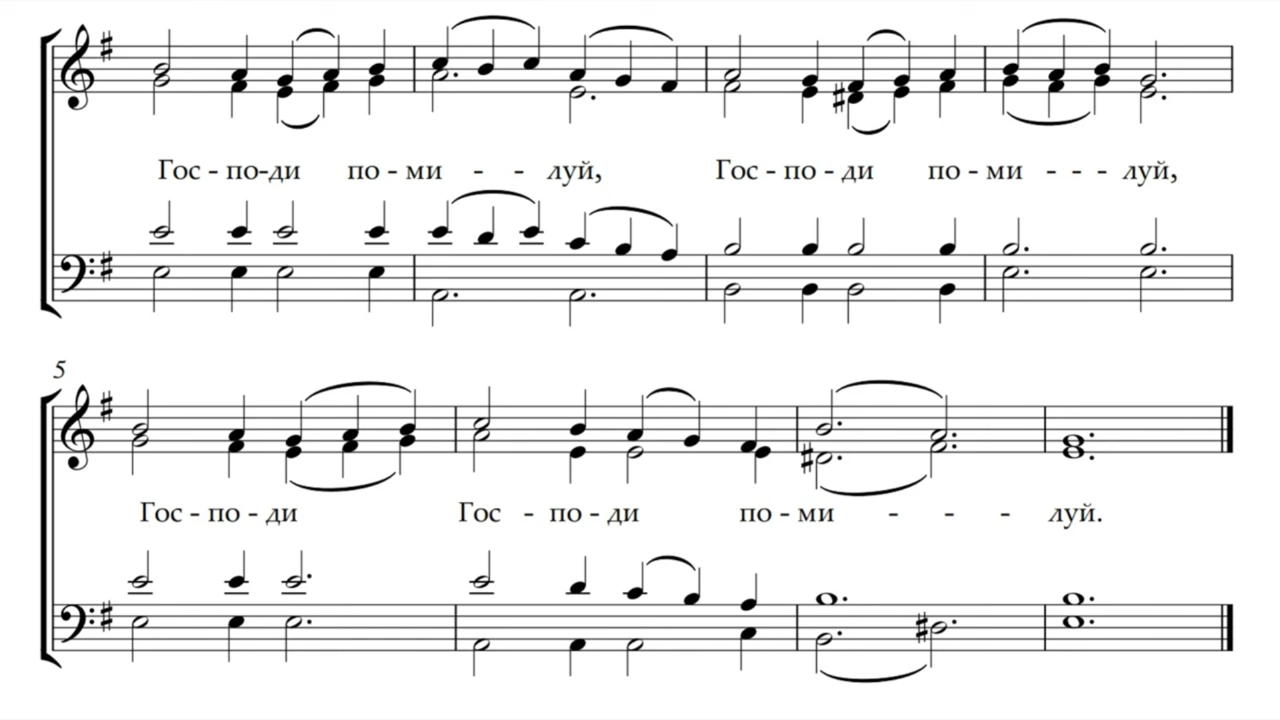 Гос - по-ди по - ми - - луй, Гос - по - ди по - ми - - - луй,
5
Гос - по - ди Гос - по - ди по - ми - - - луй.